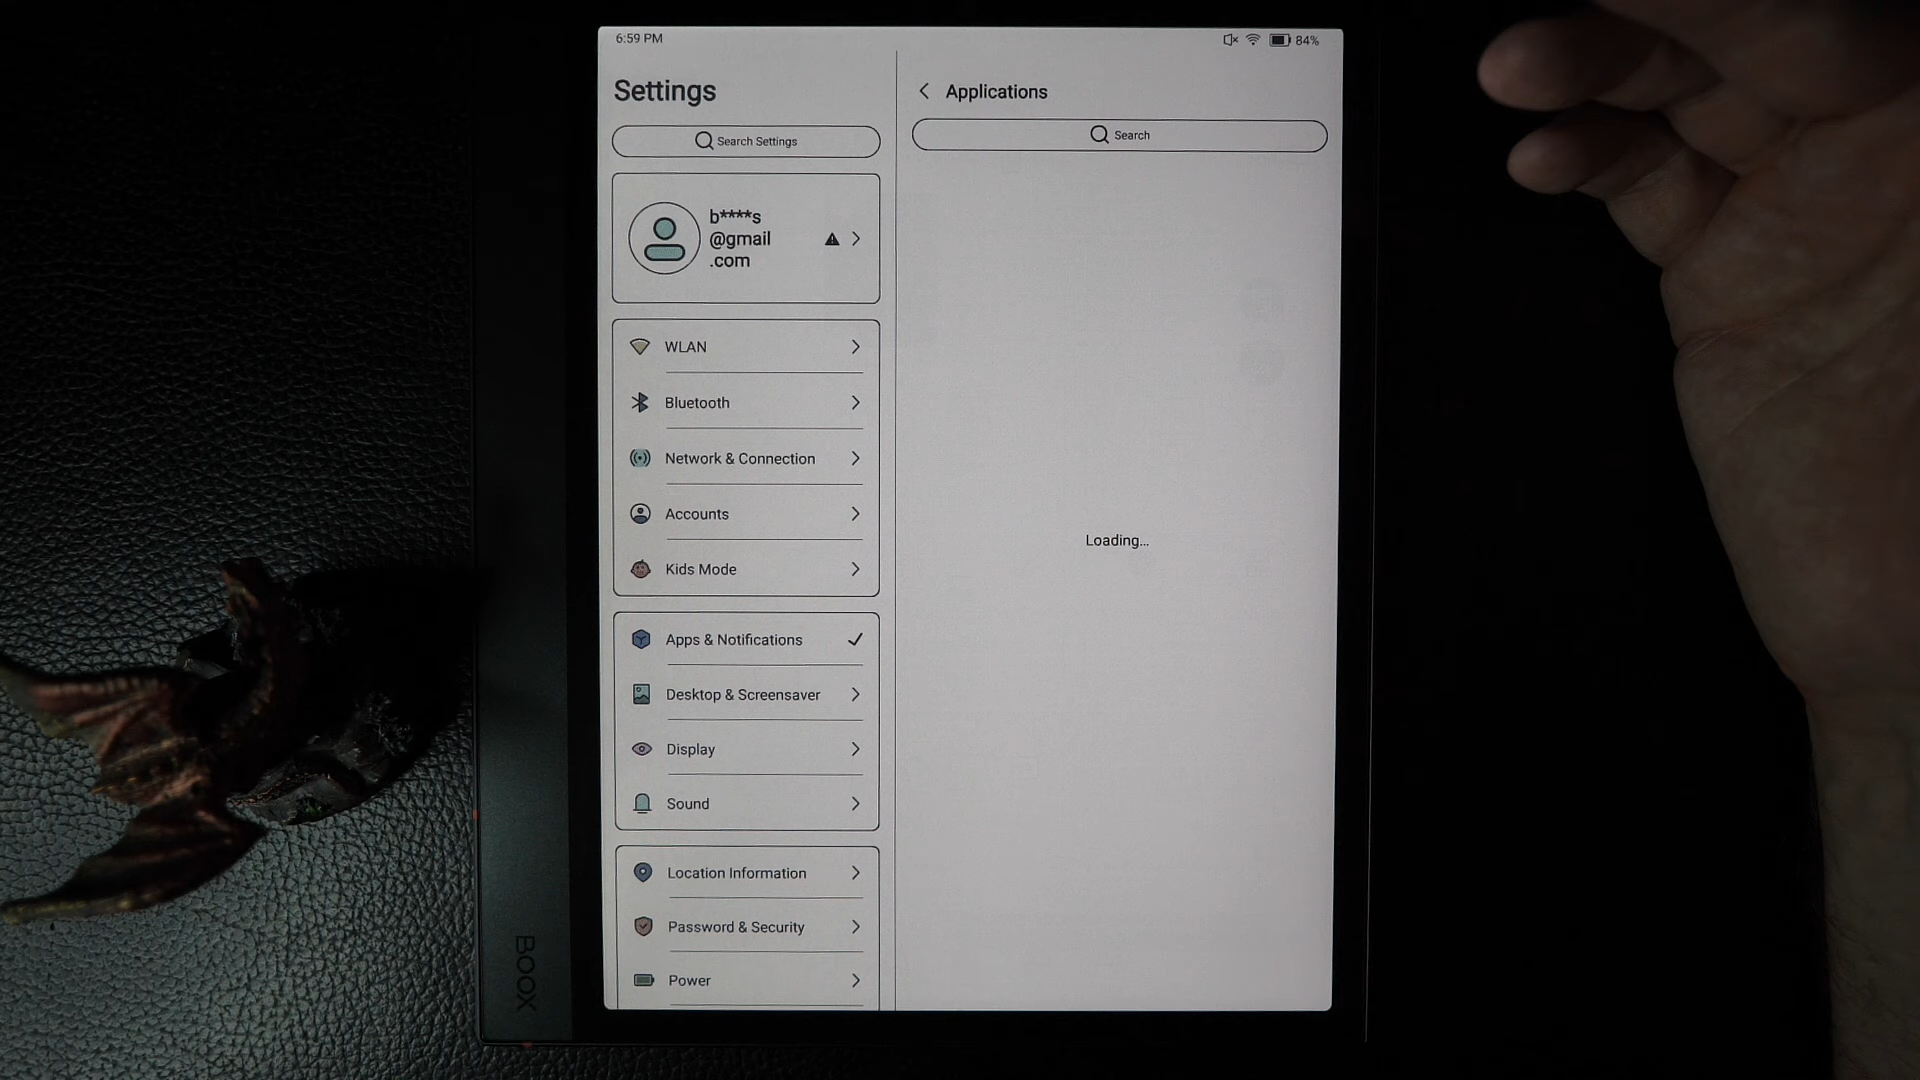 6:59 PM
84%
Settings
Search Settings
b****s
@gmail
.com
WLAN
Bluetooth
Network & Connection
Accounts
Kids Mode
Apps & Notifications
Desktop & Screensaver
Display
Sound
Location Information
Password & Security
Power
Applications
Search
Loading...
BOOX